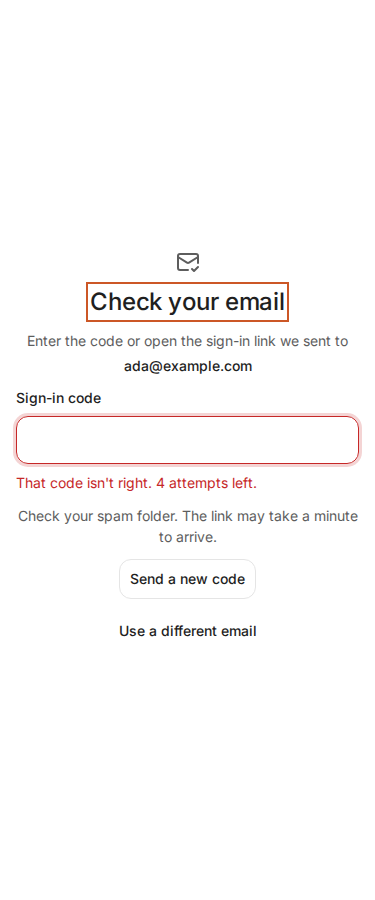 Check your email
Enter the code or open the sign-in link we sent to
ada@example.com
Sign-in code
That code isn't right. 4 attempts left.
Check your spam folder. The link may take a minute
to arrive.
Send a new code
Use a different email